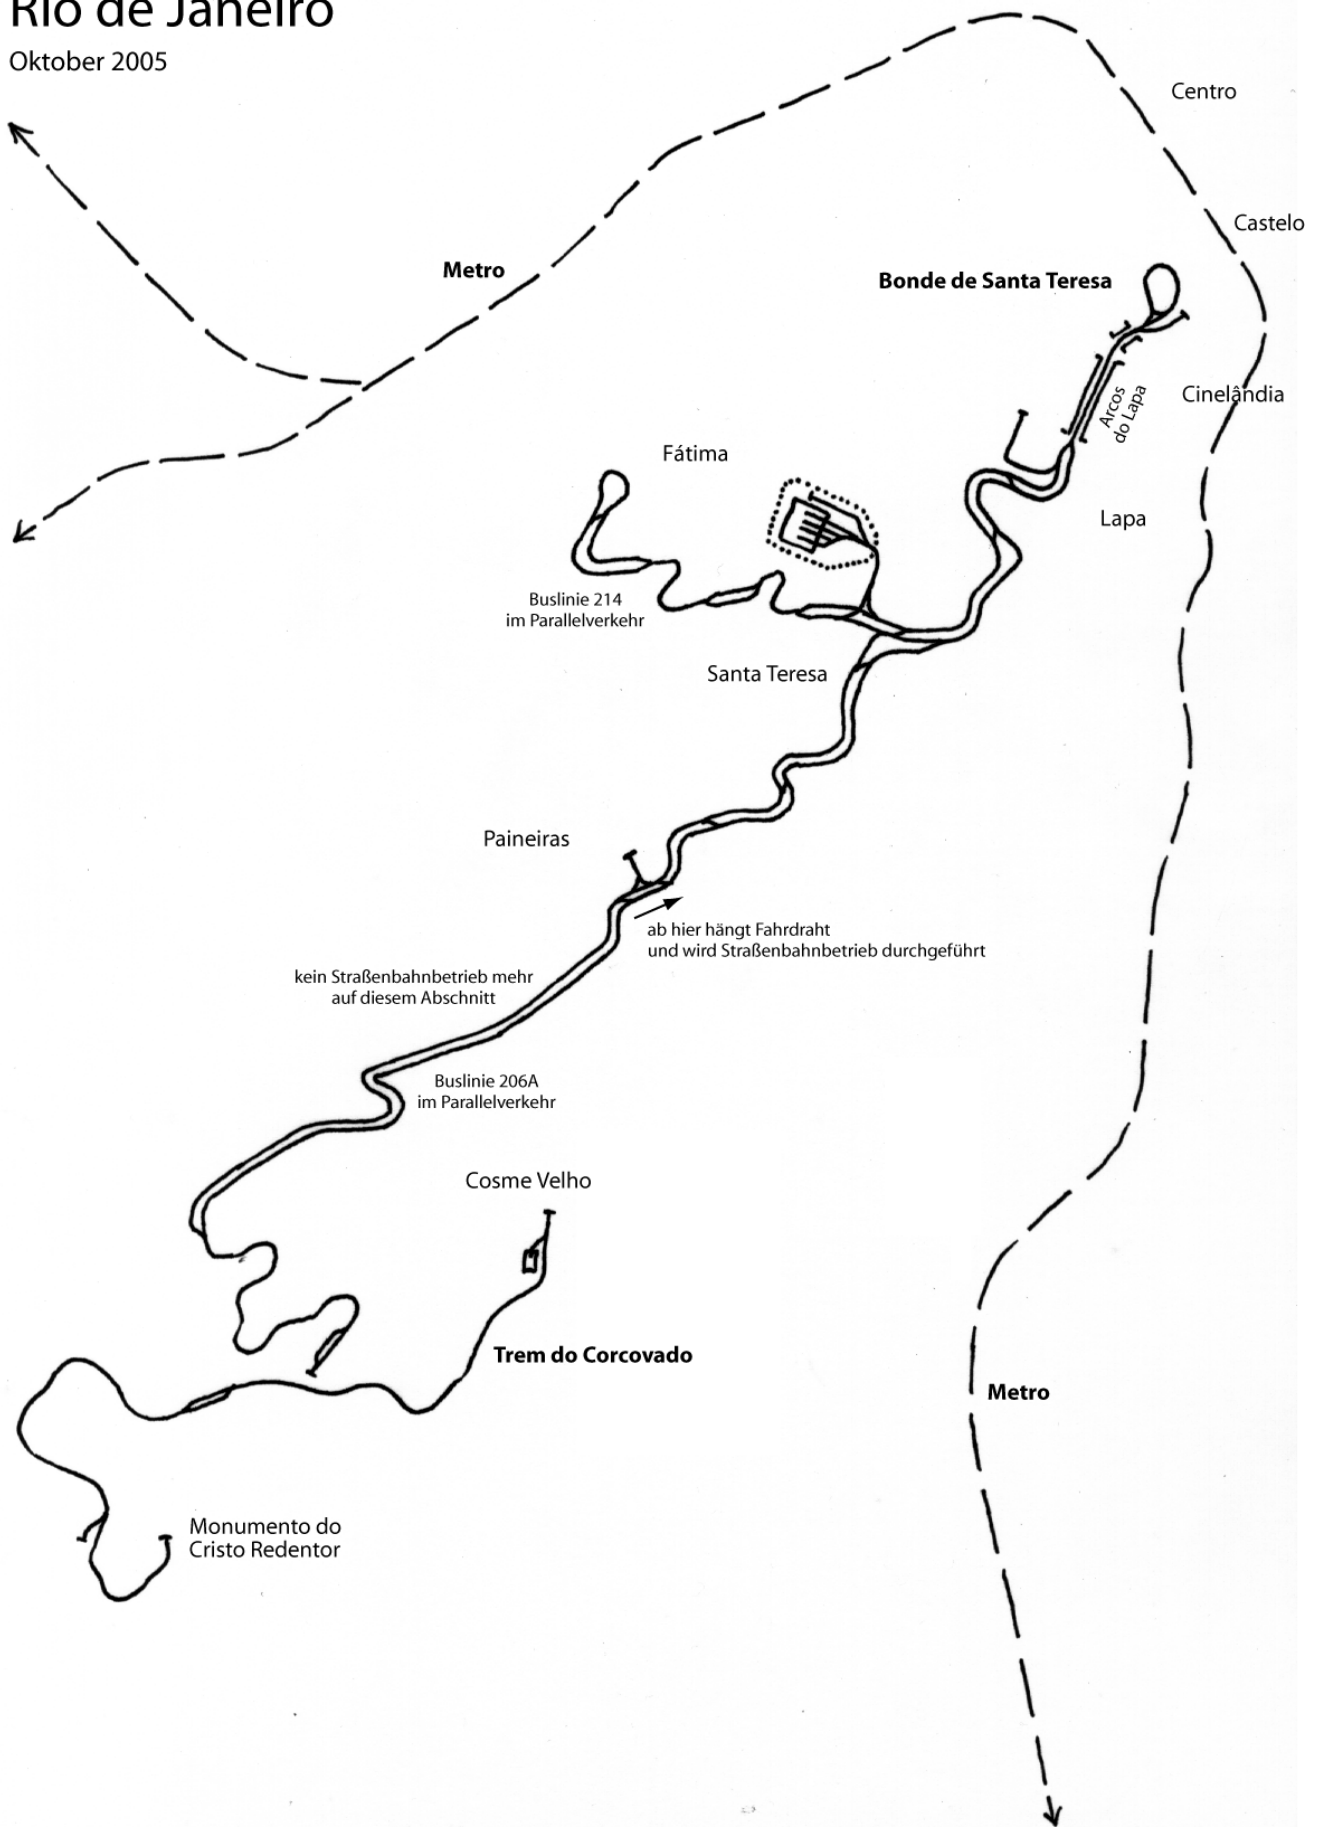 Rio de Janeiro
Oktober 2005
Centro
Castelo
Metro
Bonde de Santa Teresa
Cinelândia
Arcos
do Lapa
Fátima
Lapa
Buslinie 214
im Parallelverkehr
Santa Teresa
Paineiras
ab hier hängt Fahrdraht
und wird Straßenbahnbetrieb durchgeführt
kein Straßenbahnbetrieb mehr
auf diesem Abschnitt
Buslinie 206A
im Parallelverkehr
Cosme Velho
Trem do Corcovado
Metro
Monumento do
Cristo Redentor